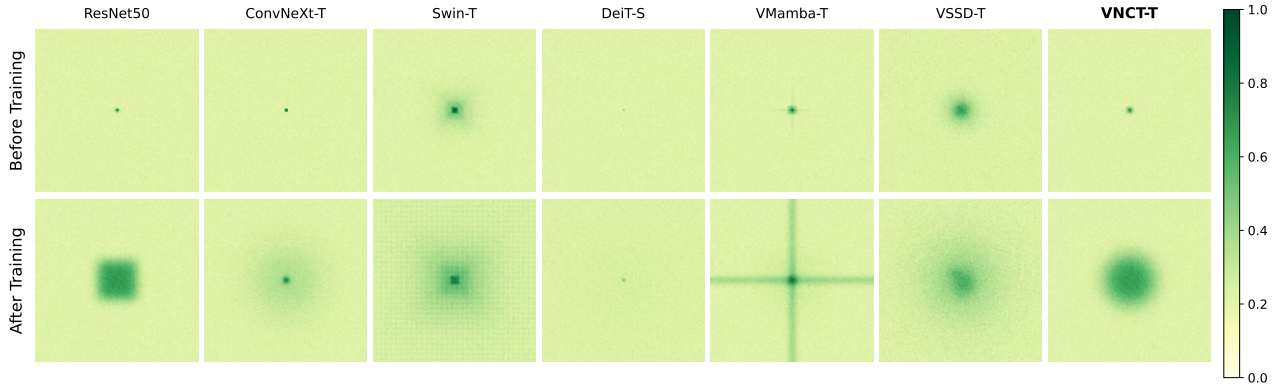 ResNet50 ConvNeXt-T Swin-T DeiT-S VMamba-T VSSD-T VNCT-T
Before Training
After Training
1.0
0.8
0.6
0.4
0.2
0.0